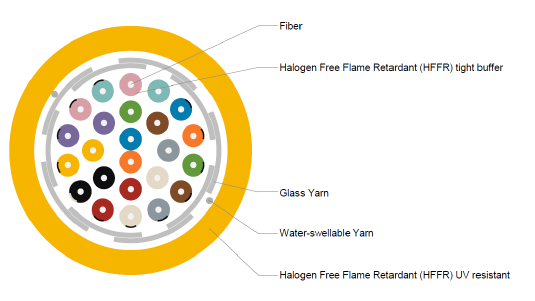 Fiber
Halogen Free Flame Retardant (HFFR) tight buffer
Glass Yarn
Water-swellable Yarn
Halogen Free Flame Retardant (HFFR) UV resistant